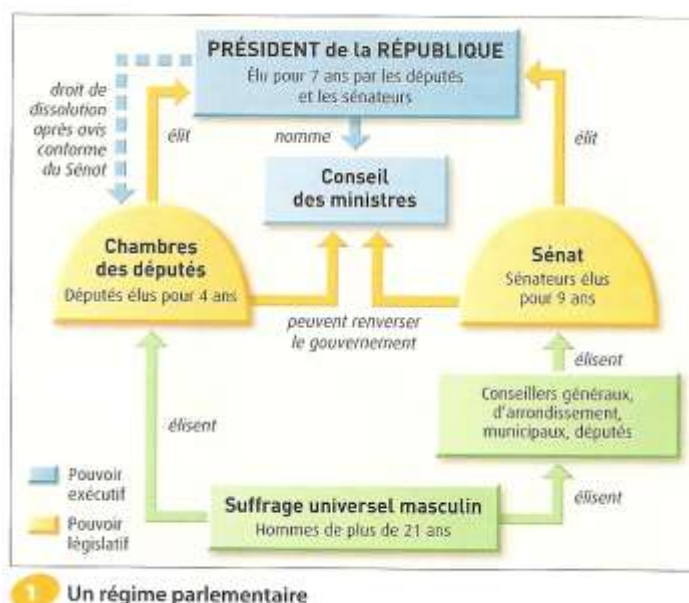 PRÉSIDENT de la RÉPUBLIQUE
Élu pour 7 ans par les députés
et les sénateurs
droit de
dissolution
après avis
conforme
du Sénat
élit
nomme
élit
Conseil
des ministres
Chambres
des députés
Députés élus pour 4 ans
Sénat
Sénateurs élus
pour 9 ans
peuvent renverser
le gouvernement
élisent
Conseillers généraux,
d'arrondissement,
municipaux, députés
élisent
élisent
Pouvoir
exécutif
Pouvoir
législatif
Suffrage universel masculin
Hommes de plus de 21 ans
1 Un régime parlementaire